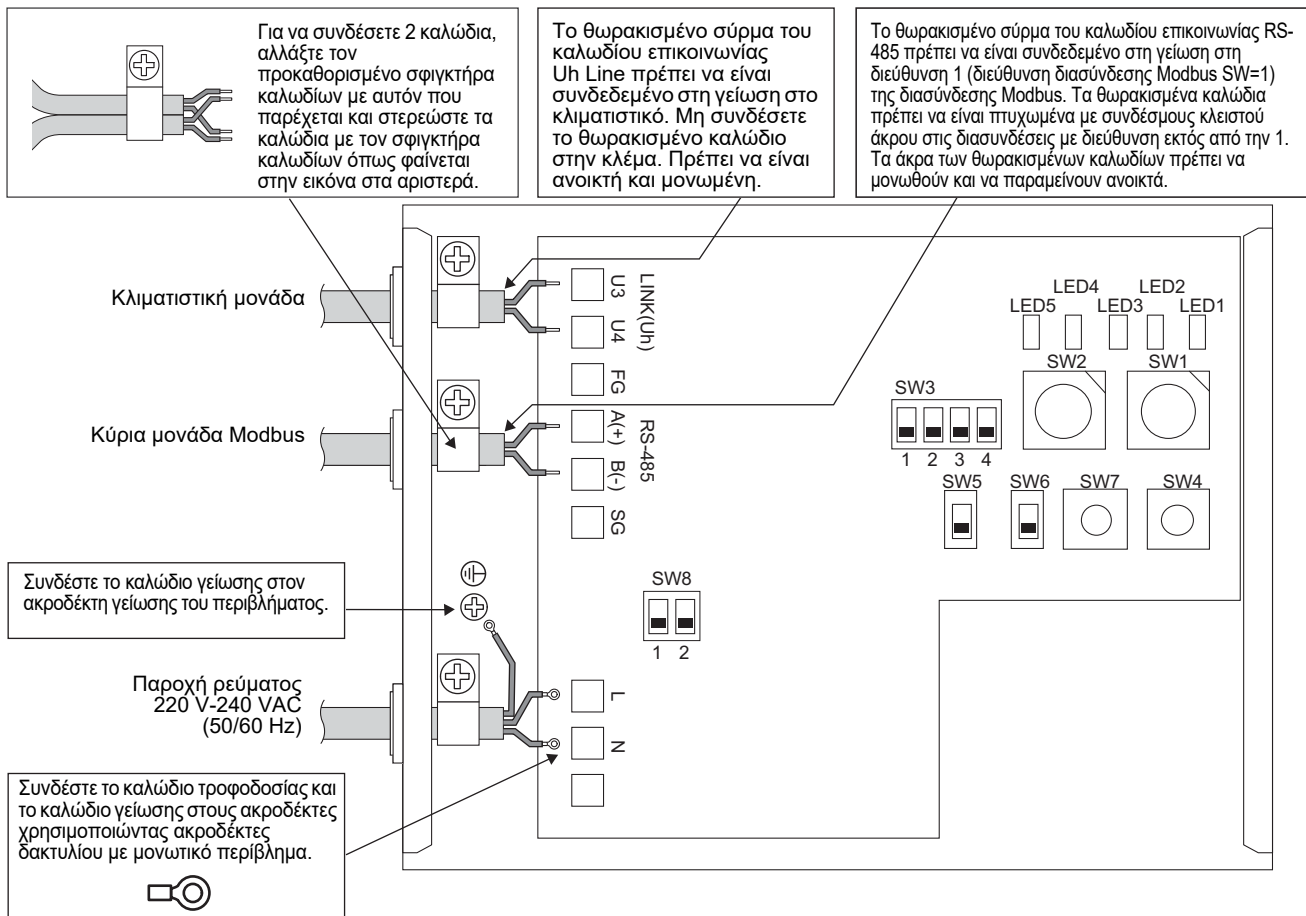 Για να συνδέσετε 2 καλώδια,
αλλάξτε τον
προκαθορισμένο σφιγκτήρα
καλωδίων με αυτόν που
παρέχεται και στερεώστε τα
καλώδια με τον σφιγκτήρα
καλωδίων όπως φαίνεται
στην εικόνα στα αριστερά.
Το θωρακισμένο σύρμα του
καλωδίου επικοινωνίας
Uh Line πρέπει να είναι
συνδεδεμένο στη γείωση στο
κλιματιστικό. Μη συνδέσετε
το θωρακισμένο καλώδιο
στην κλέμα. Πρέπει να είναι
ανοικτή και μονωμένη.
Το θωρακισμένο σύρμα του καλωδίου επικοινωνίας RS-
485 πρέπει να είναι συνδεδεμένο στη γείωση στη
διεύθυνση 1 (διεύθυνση διασύνδεσης Modbus SW=1)
της διασύνδεσης Modbus. Τα θωρακισμένα καλώδια
πρέπει να είναι πτυχωμένα με συνδέσμους κλειστού
άκρου στις διασυνδέσεις με διεύθυνση εκτός από την 1.
Τα άκρα των θωρακισμένων καλωδίων πρέπει να
μονωθούν και να παραμείνουν ανοικτά.
Κλιματιστική μονάδα
U3
U4
LINK(Uh)
FG
Κύρια μονάδα Modbus
A(+)
B(-)
RS-485
SG
LED4
LED2
LED5
LED3
LED1
SW2
SW1
SW3
1 2 3 4
SW5
SW6
SW7
SW4
Συνδέστε το καλώδιο γείωσης στον
ακροδέκτη γείωσης του περιβλήματος.
SW8
1 2
Παροχή ρεύματος
220 V-240 VAC
(50/60 Hz)
L
N
Συνδέστε το καλώδιο τροφοδοσίας και
το καλώδιο γείωσης στους ακροδέκτες
χρησιμοποιώντας ακροδέκτες
δακτυλίου με μονωτικό περίβλημα.